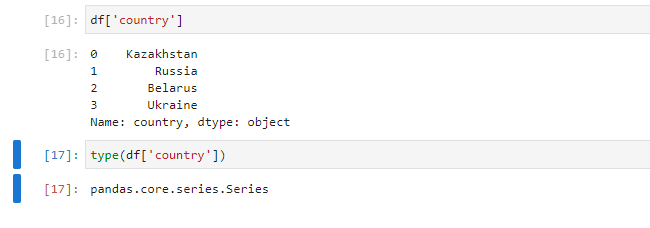 [16]: df['country']
[16]: 0 Kazakhstan
1 Russia
2 Belarus
3 Ukraine
Name: country, dtype: object
[17]: type(df['country'])
[17]: pandas.core.series.Series